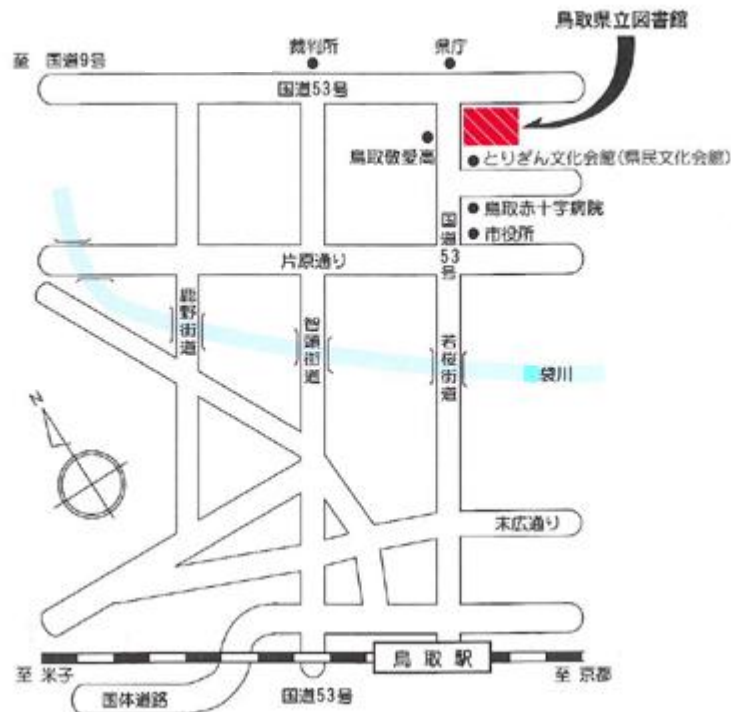 鳥取県立図書館
裁判所
県庁
至 国道9号
国道53号
鳥取敬愛高
とりぎん文化会館(県民文化会館)
鳥取赤十字病院
市役所
国道53号
片原通り
鹿野街道
智頭街道
若桜街道
袋川
N
末広通り
鳥取駅
至 米子
至 京都
国体道路
国道53号